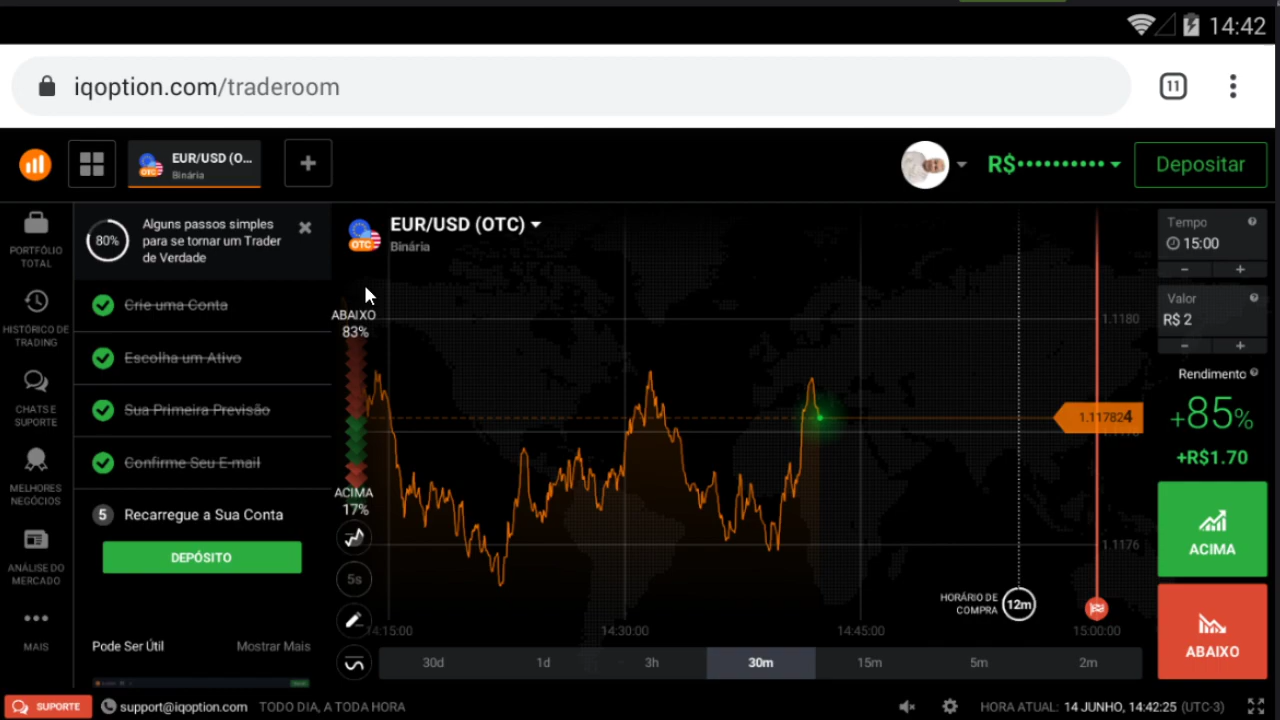 14:42
iqoption.com/traderoom
11
EUR/USD (O...
Binária
OTC
R$••••••••••
Depositar
PORTFÓLIO
TOTAL
HISTÓRICO DE
TRADING
CHATS E
SUPORTE
MELHORES
NEGÓCIOS
ANÁLISE DO
MERCADO
MAIS
80%
Alguns passos simples
para se tornar um Trader
de Verdade
Crie uma Conta
Escolha um Ativo
Sua Primeira Previsão
Confirme Seu E-mail
5 Recarregue a Sua Conta
DEPÓSITO
Pode Ser Útil
Mostrar Mais
EUR/USD (OTC)
Binária
OTC
ABAIXO
83%
ACIMA
17%
5s
1.1180
1.117824
1.1176
HORÁRIO DE
COMPRA
12m
14:15:00
14:30:00
14:45:00
15:00:00
30d
1d
3h
30m
15m
5m
2m
Tempo
15:00
- +
Valor
R$ 2
- +
Rendimento
+85%
+R$1.70
ACIMA
ABAIXO
SUPORTE
support@iqoption.com
TODO DIA, A TODA HORA
HORA ATUAL: 14 JUNHO, 14:42:25 (UTC-3)